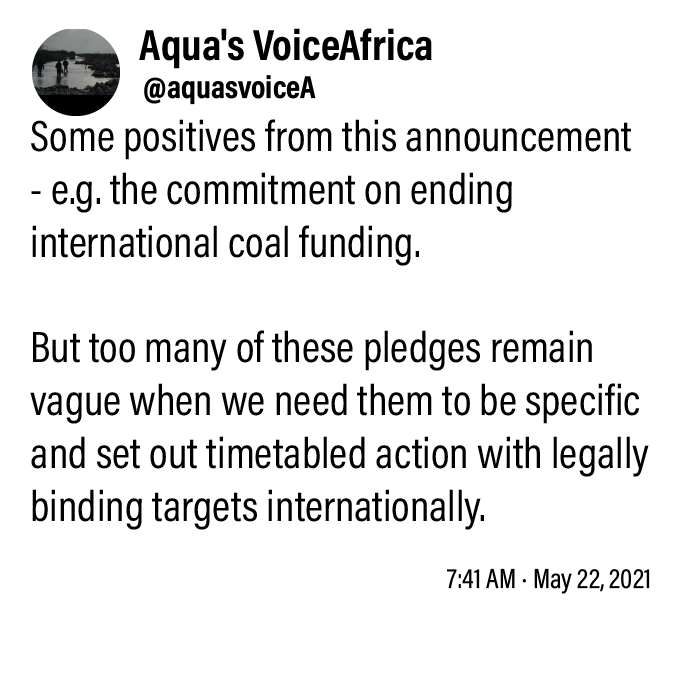 Aqua's VoiceAfrica
@aquasvoiceA
Some positives from this announcement
- e.g. the commitment on ending
international coal funding.
But too many of these pledges remain
vague when we need them to be specific
and set out timetabled action with legally
binding targets internationally.
7:41 AM · May 22, 2021